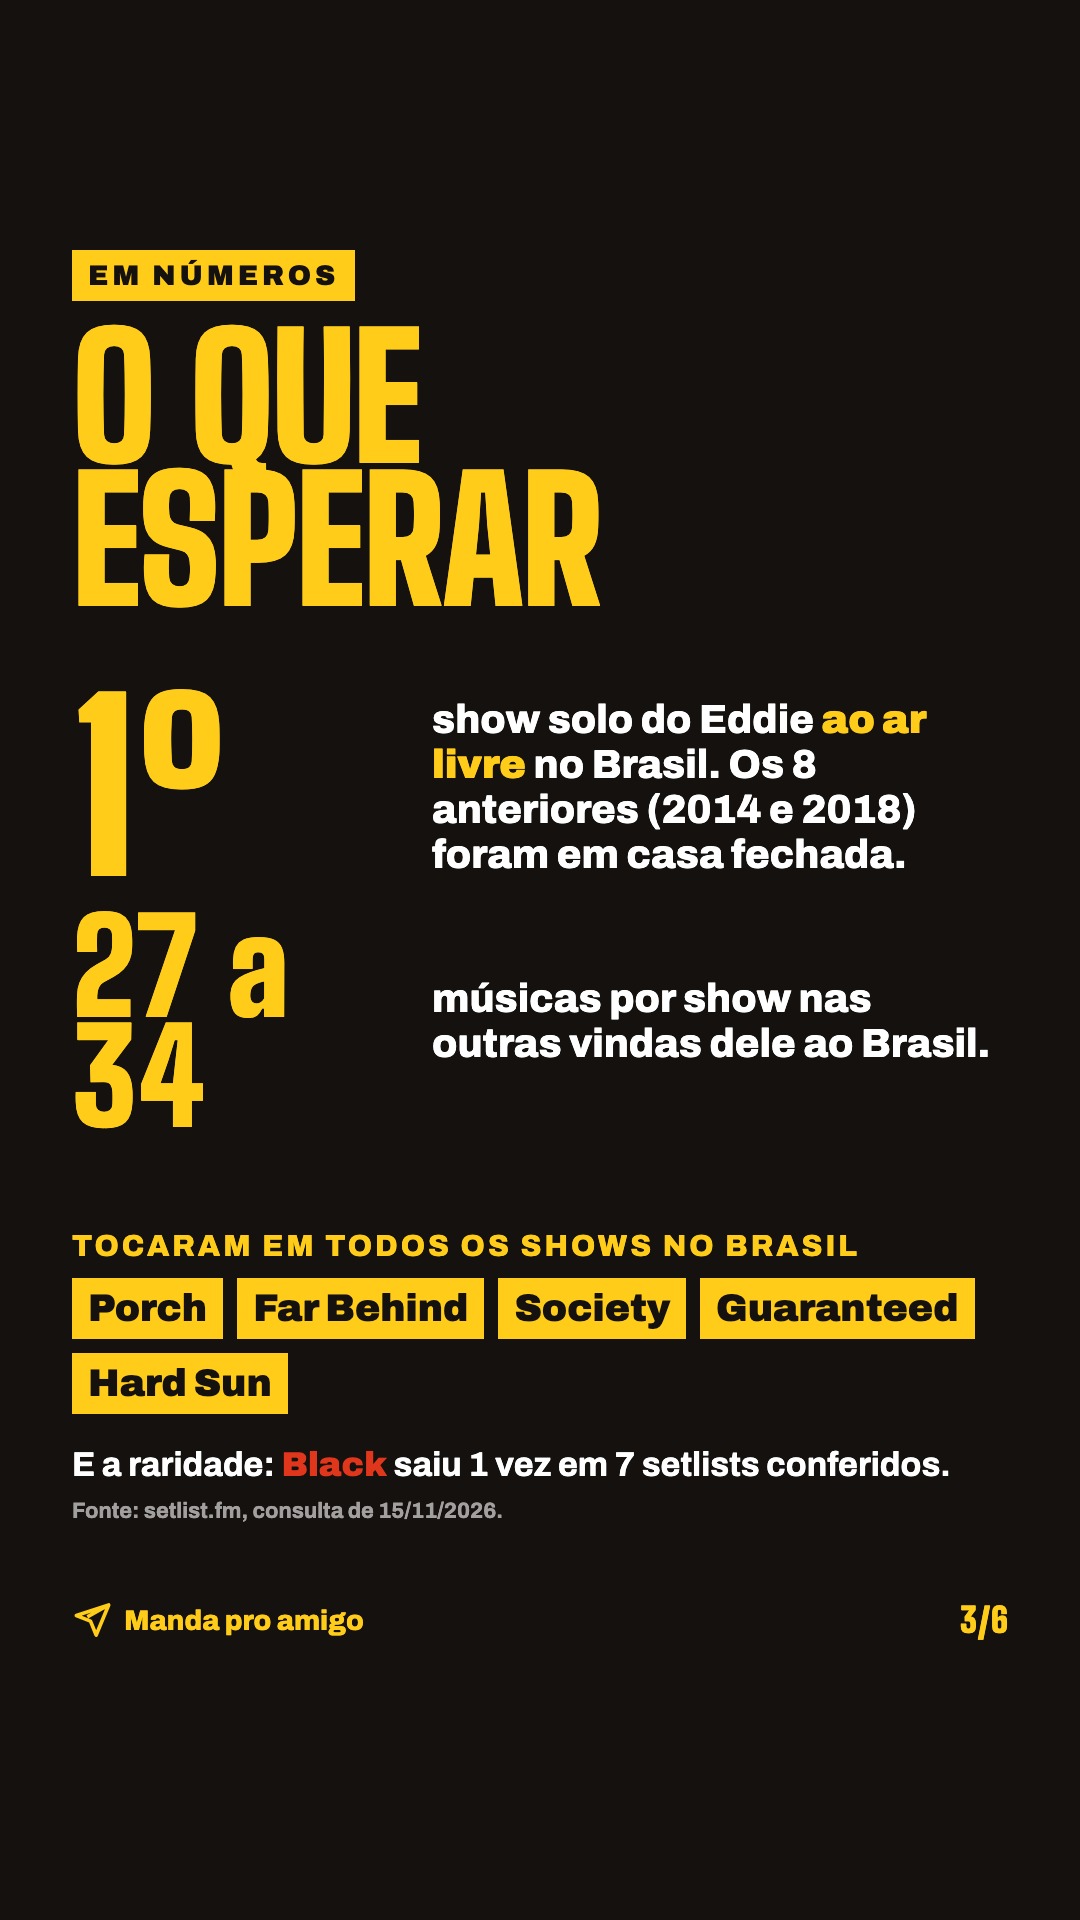 EM NÚMEROS
O QUE
ESPERAR
1º
show solo do Eddie ao ar
livre no Brasil. Os 8
anteriores (2014 e 2018)
foram em casa fechada.
27 a
34
músicas por show nas
outras vindas dele ao Brasil.
TOCARAM EM TODOS OS SHOWS NO BRASIL
Porch Far Behind Society Guaranteed
Hard Sun
E a raridade: Black saiu 1 vez em 7 setlists conferidos.
Fonte: setlist.fm, consulta de 15/11/2026.
Manda pro amigo 3/6